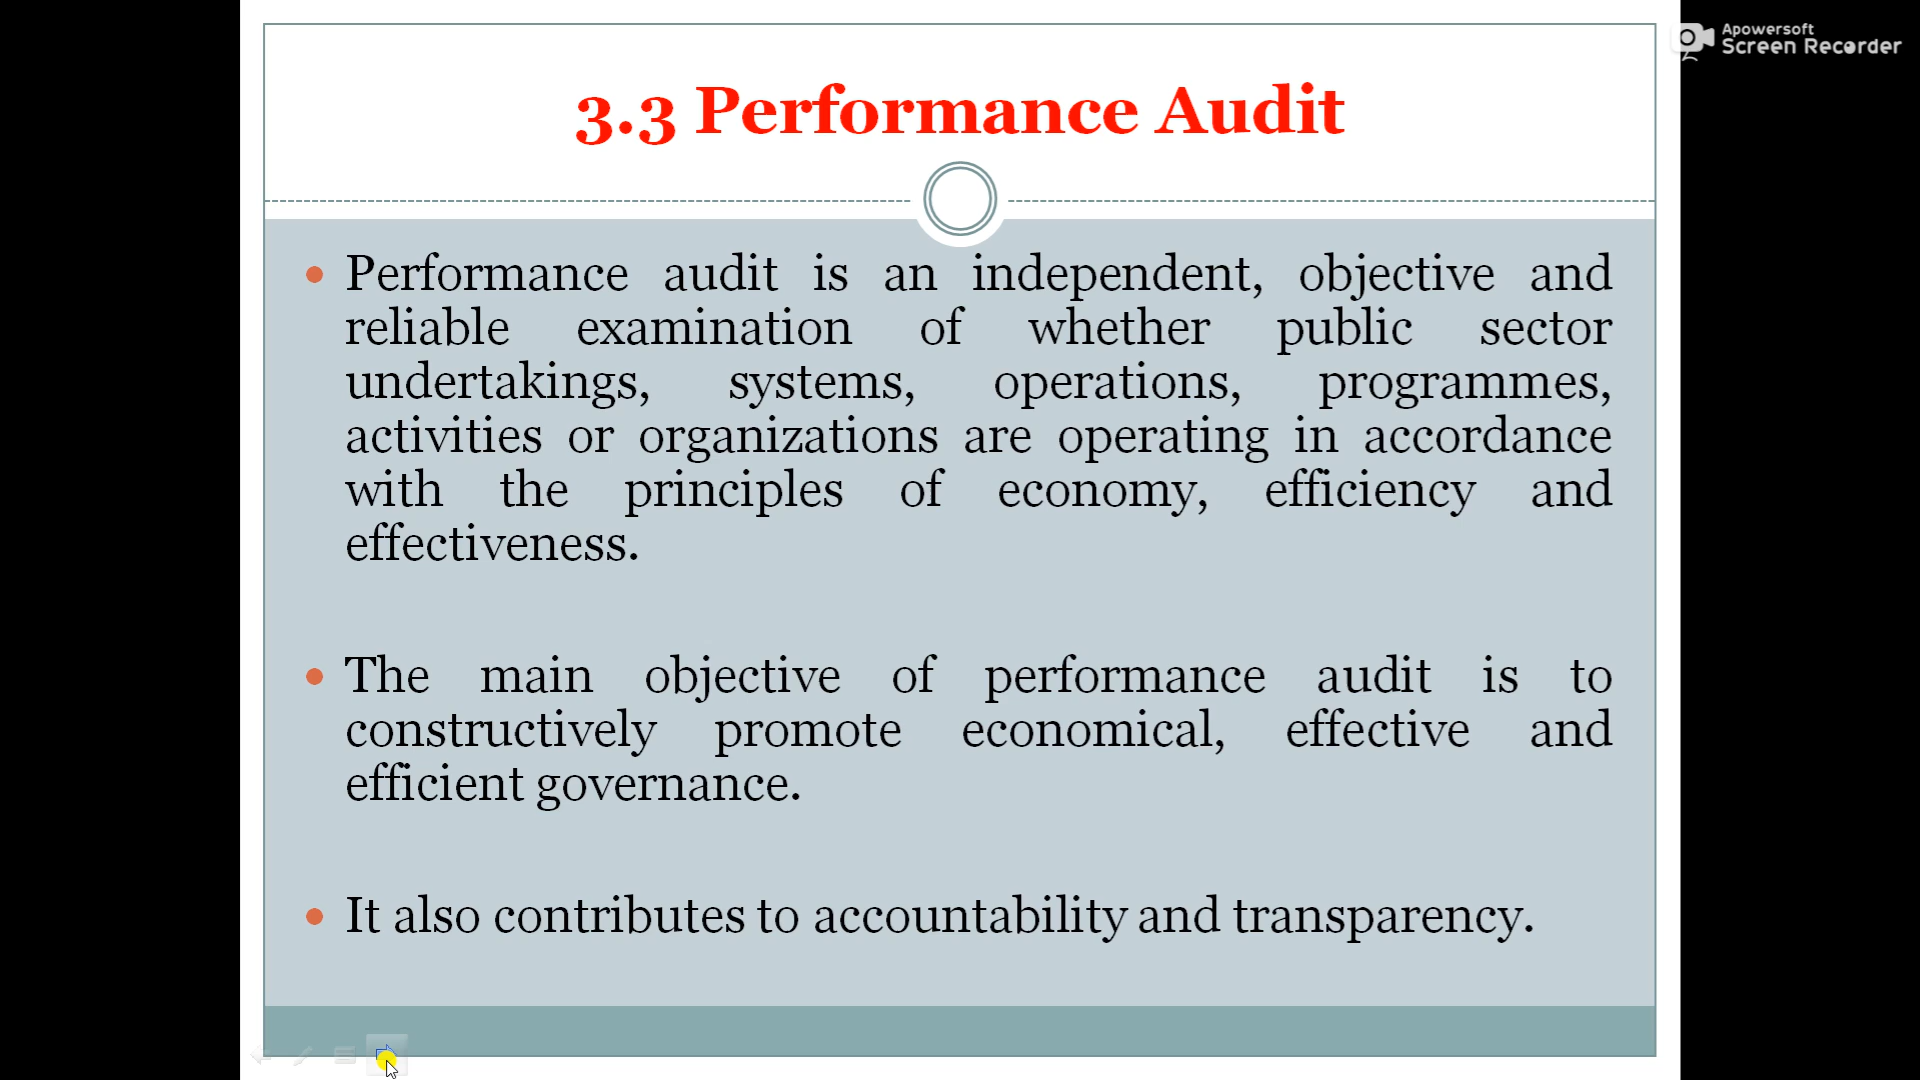 Apowersoft
Screen Recorder
3.3 Performance Audit
Performance audit is an independent, objective and
reliable examination of whether public sector
undertakings, systems, operations, programmes,
activities or organizations are operating in accordance
with the principles of economy, efficiency and
effectiveness.
The main objective of performance audit is to
constructively promote economical, effective and
efficient governance.
It also contributes to accountability and transparency.